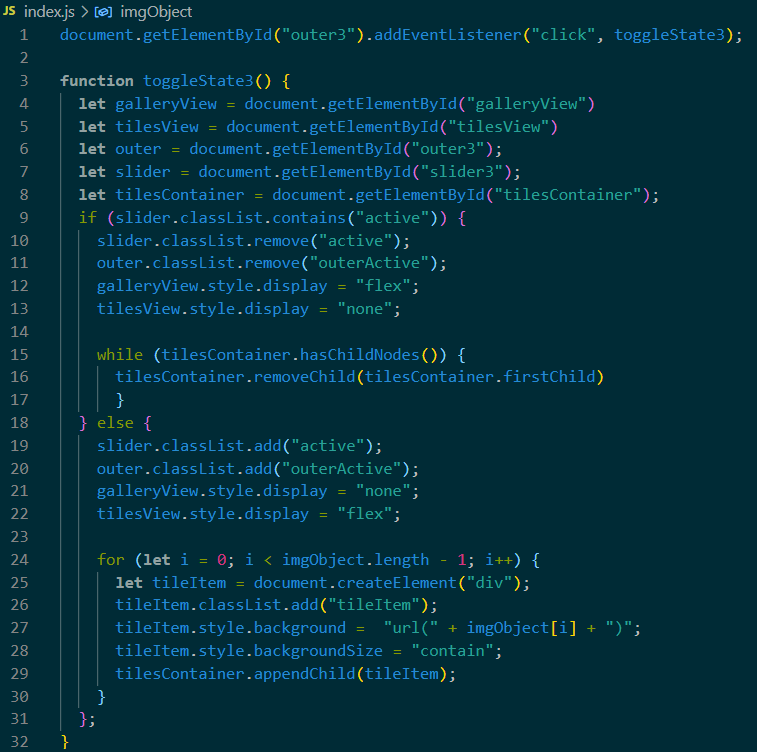 JS index.js > imgObject
1 document.getElementById("outer3").addEventListener("click", toggleState3);
2
3 function toggleState3() {
4   let galleryView = document.getElementById("galleryView")
5   let tilesView = document.getElementById("tilesView")
6   let outer = document.getElementById("outer3");
7   let slider = document.getElementById("slider3");
8   let tilesContainer = document.getElementById("tilesContainer");
9   if (slider.classList.contains("active")) {
10     slider.classList.remove("active");
11     outer.classList.remove("outerActive");
12     galleryView.style.display = "flex";
13     tilesView.style.display = "none";
14
15     while (tilesContainer.hasChildNodes()) {
16       tilesContainer.removeChild(tilesContainer.firstChild)
17       }
18   } else {
19     slider.classList.add("active");
20     outer.classList.add("outerActive");
21     galleryView.style.display = "none";
22     tilesView.style.display = "flex";
23
24     for (let i = 0; i < imgObject.length - 1; i++) {
25       let tileItem = document.createElement("div");
26       tileItem.classList.add("tileItem");
27       tileItem.style.background =  "url(" + imgObject[i] + ")";
28       tileItem.style.backgroundSize = "contain";
29       tilesContainer.appendChild(tileItem);
30     }
31   };
32 }